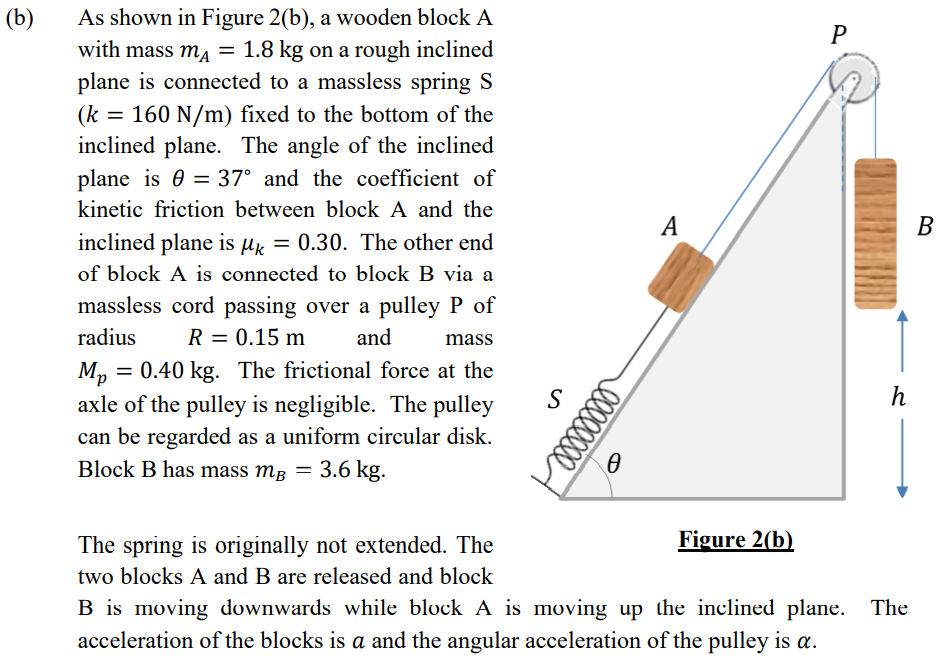 (b) As shown in Figure 2(b), a wooden block A
with mass m_A = 1.8 kg on a rough inclined
plane is connected to a massless spring S
(k = 160 N/m) fixed to the bottom of the
inclined plane. The angle of the inclined
plane is θ = 37° and the coefficient of
kinetic friction between block A and the
inclined plane is μ_k = 0.30. The other end
of block A is connected to block B via a
massless cord passing over a pulley P of
radius R = 0.15 m and mass
M_p = 0.40 kg. The frictional force at the
axle of the pulley is negligible. The pulley
can be regarded as a uniform circular disk.
Block B has mass m_B = 3.6 kg.
P
A
B
S
h
θ
Figure 2(b)
The spring is originally not extended. The
two blocks A and B are released and block
B is moving downwards while block A is moving up the inclined plane. The
acceleration of the blocks is a and the angular acceleration of the pulley is α.